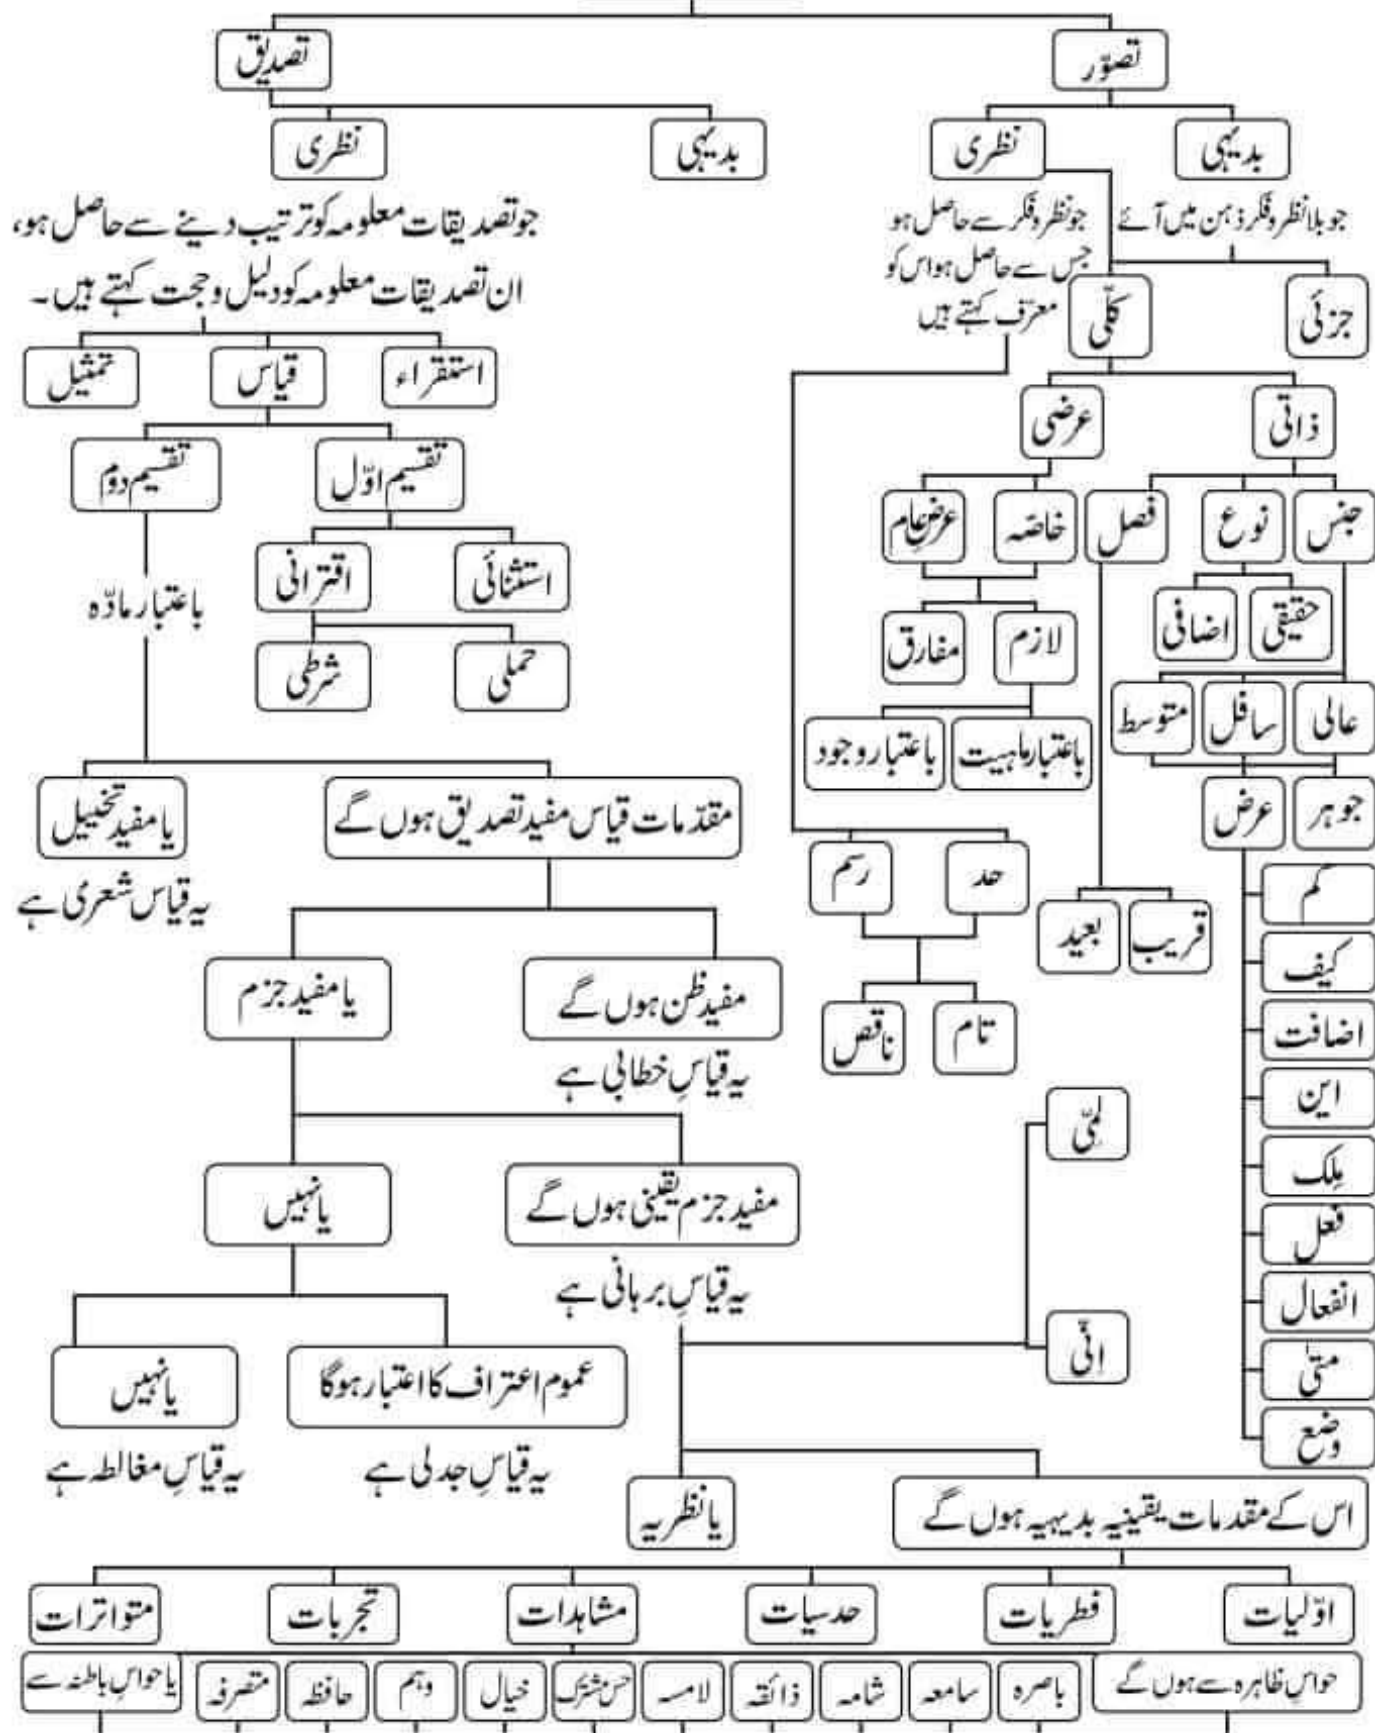 تصوّر
تصدیق
بدیہی
نظری
بدیہی
نظری
جو بلا نظر و فکر ذہن میں آئے
جو نظر و فکر سے حاصل ہو
جس سے حاصل ہو اس کو
معرّف کہتے ہیں
جو تصدیقات معلومہ کو ترتیب دینے سے حاصل ہو،
ان تصدیقات معلومہ کو دلیل و حجت کہتے ہیں۔
جزئی
کلّی
استقراء
قیاس
تمثیل
ذاتی
عرضی
تقسیم اوّل
تقسیم دوم
جنس
نوع
فصل
خاصّہ
عرضِ عام
استثنائی
اقترانی
باعتبار مادّہ
حقیقی
اضافی
لازم
مفارق
حملی
شرطی
عالی
سافل
متوسط
باعتبار ماہیت
باعتبار وجود
جوہر
عرض
مقدّمات قیاس مفید تصدیق ہوں گے
یا مفید تخییل
یہ قیاس شعری ہے
حد
رسم
کم
کیف
اضافت
این
مِلک
فعل
انفعال
متیٰ
وضع
قریب
بعید
تام
ناقص
مفید ظن ہوں گے
یا مفید جزم
یہ قیاسِ خطابی ہے
لِمّی
اِنّی
مفید جزم یقینی ہوں گے
یا نہیں
یہ قیاسِ برہانی ہے
عموم اعتراف کا اعتبار ہوگا
یا نہیں
یہ قیاسِ جدلی ہے
یہ قیاسِ مغالطہ ہے
اس کے مقدمات یقینیہ بدیہیہ ہوں گے
یا نظریہ
اوّلیات
فطریات
حدسیات
مشاہدات
تجربات
متواترات
حواسِ ظاہرہ سے ہوں گے
باصرہ
سامعہ
شامہ
ذائقہ
لامسہ
حسِ مشترک
خیال
وہم
حافظہ
متصرفہ
یا حواسِ باطنہ سے